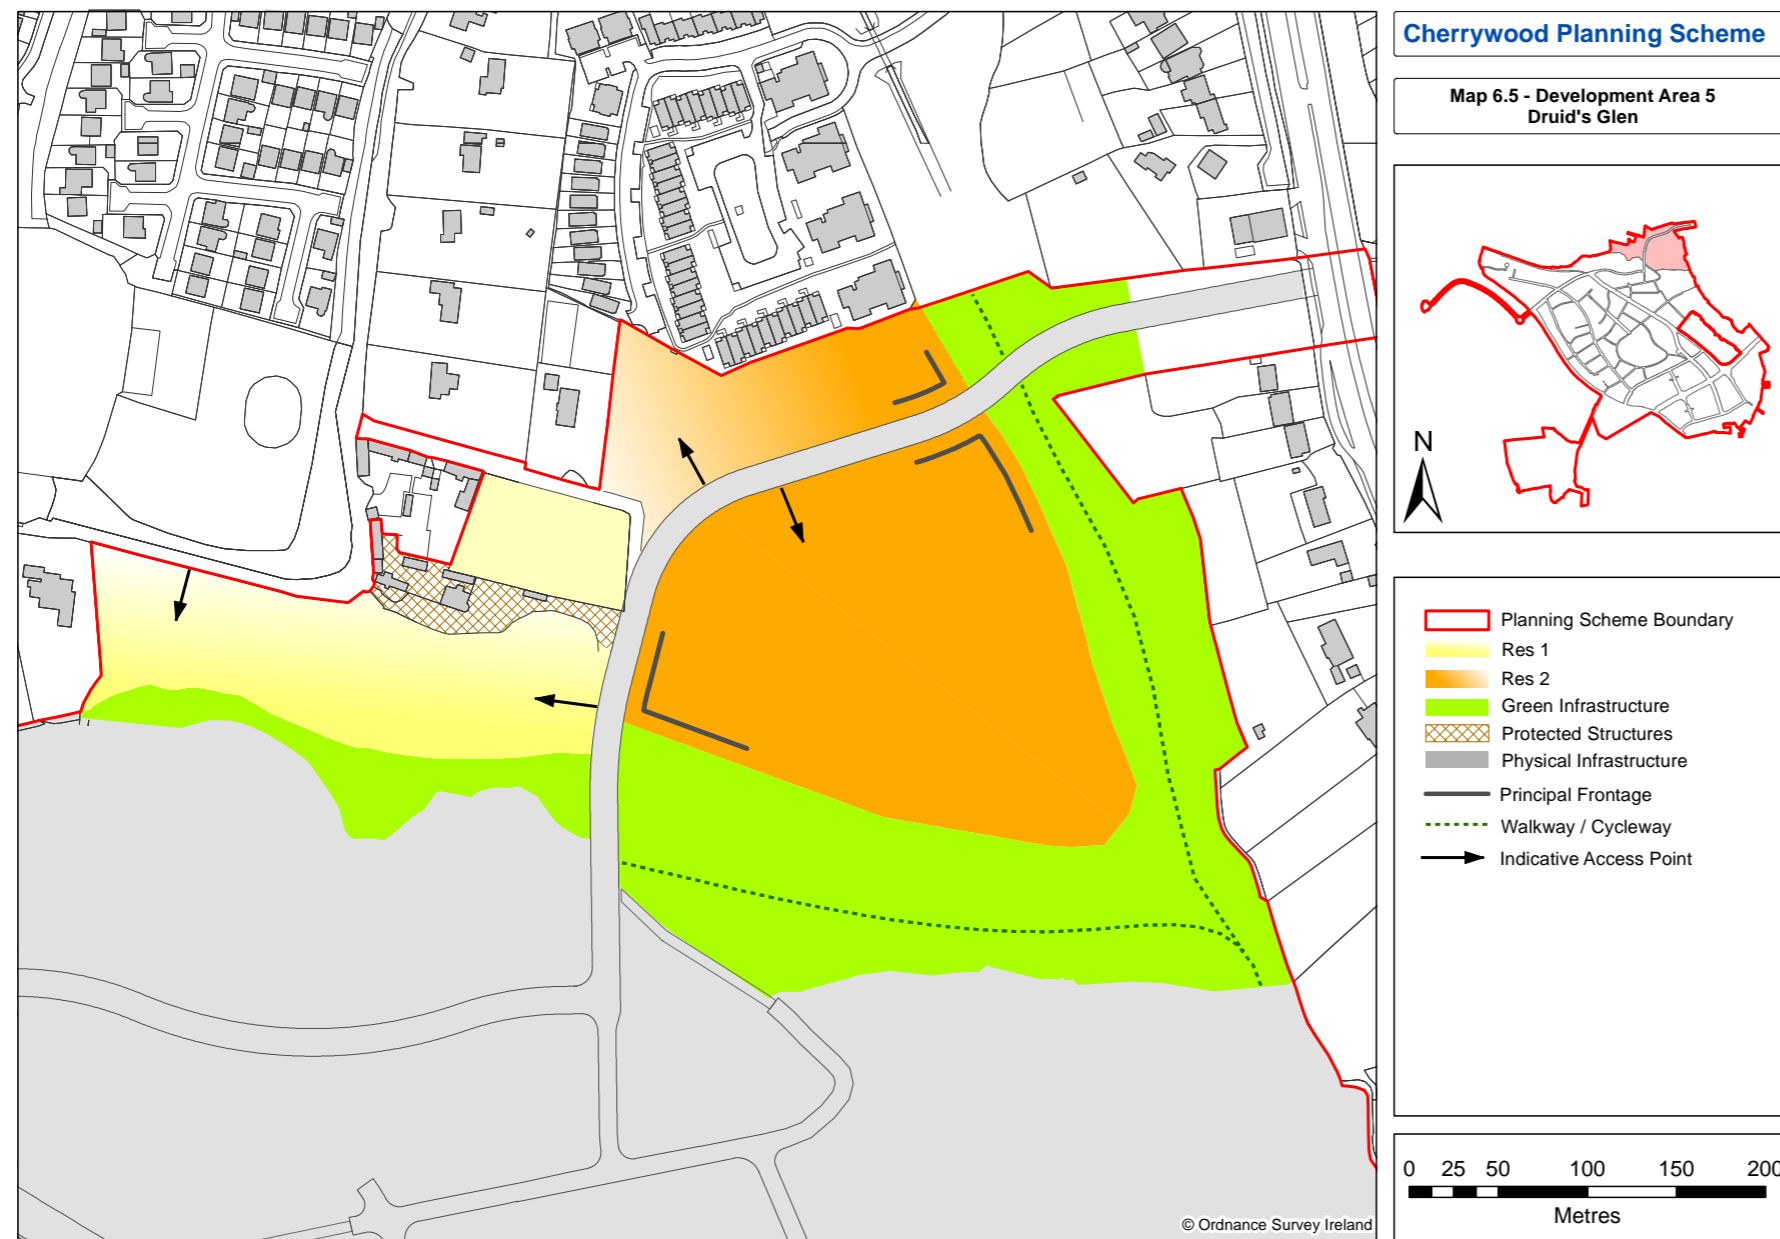 Cherrywood Planning Scheme
Map 6.5 - Development Area 5
Druid's Glen
N
Planning Scheme Boundary
Res 1
Res 2
Green Infrastructure
Protected Structures
Physical Infrastructure
Principal Frontage
Walkway / Cycleway
Indicative Access Point
0 25 50 100 150 200
Metres
© Ordnance Survey Ireland